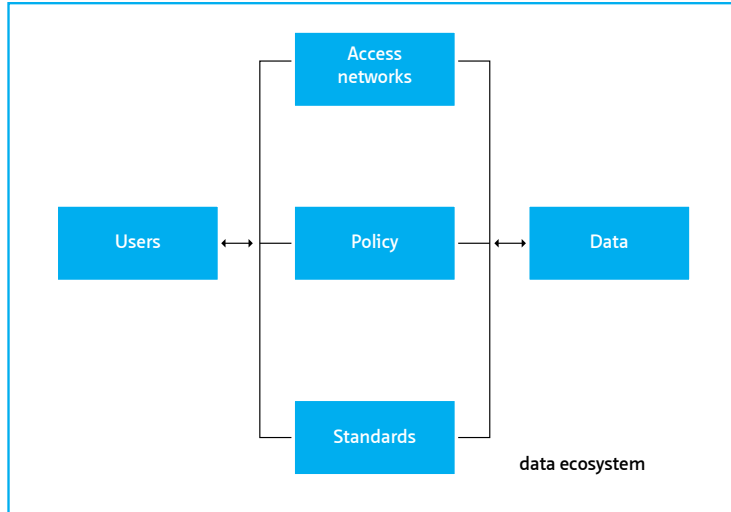 Access
networks
Users
Policy
Data
Standards
data ecosystem